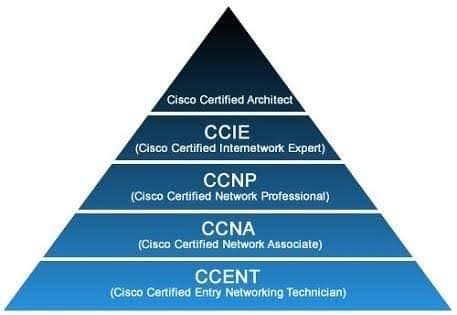 Cisco Certified Architect
CCIE
(Cisco Certified Internetwork Expert)
CCNP
(Cisco Certified Network Professional)
CCNA
(Cisco Certified Network Associate)
CCENT
(Cisco Certified Entry Networking Technician)